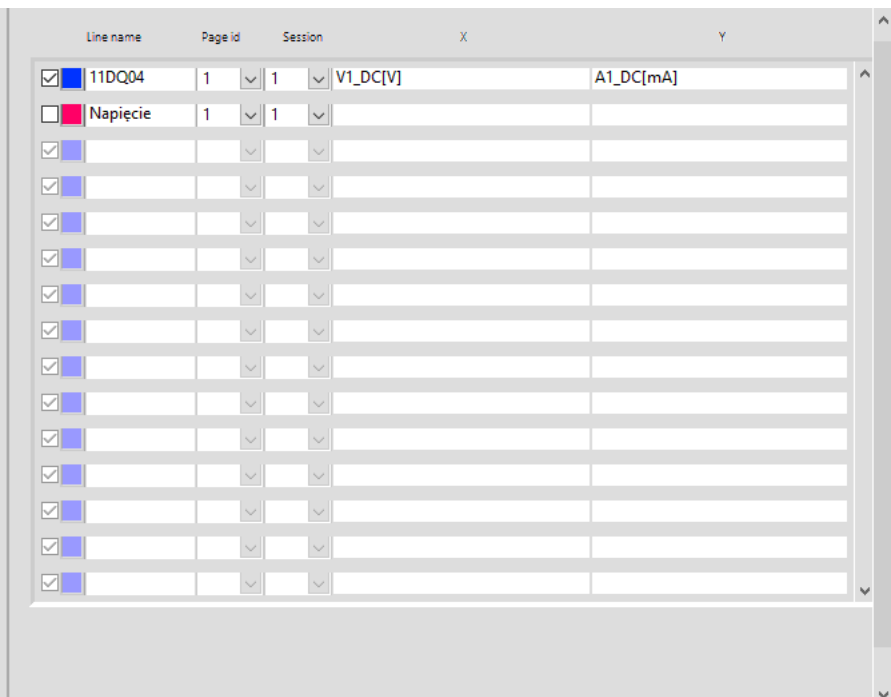 Line name Page id Session X Y
11DQ04 1 1 V1_DC[V] A1_DC[mA]
Napięcie 1 1